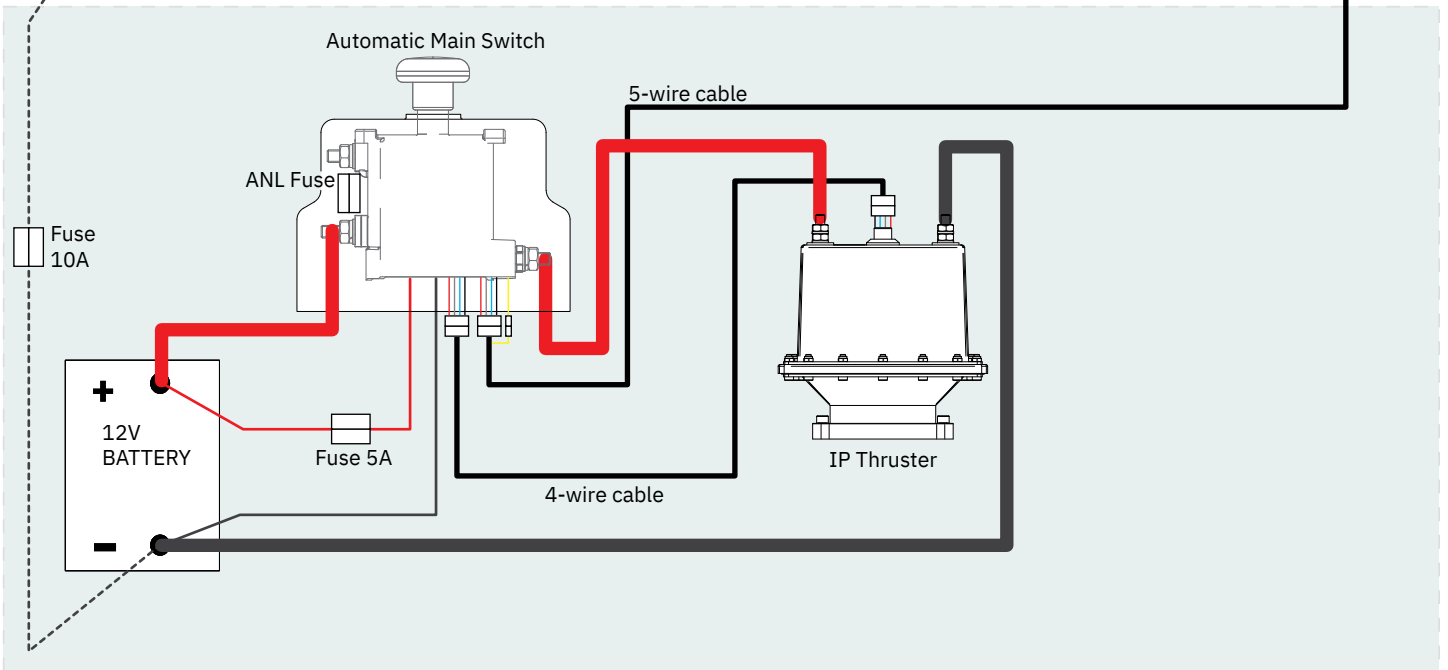 Automatic Main Switch
5-wire cable
ANL Fuse
Fuse
10A
+
12V
BATTERY
-
Fuse 5A
4-wire cable
IP Thruster